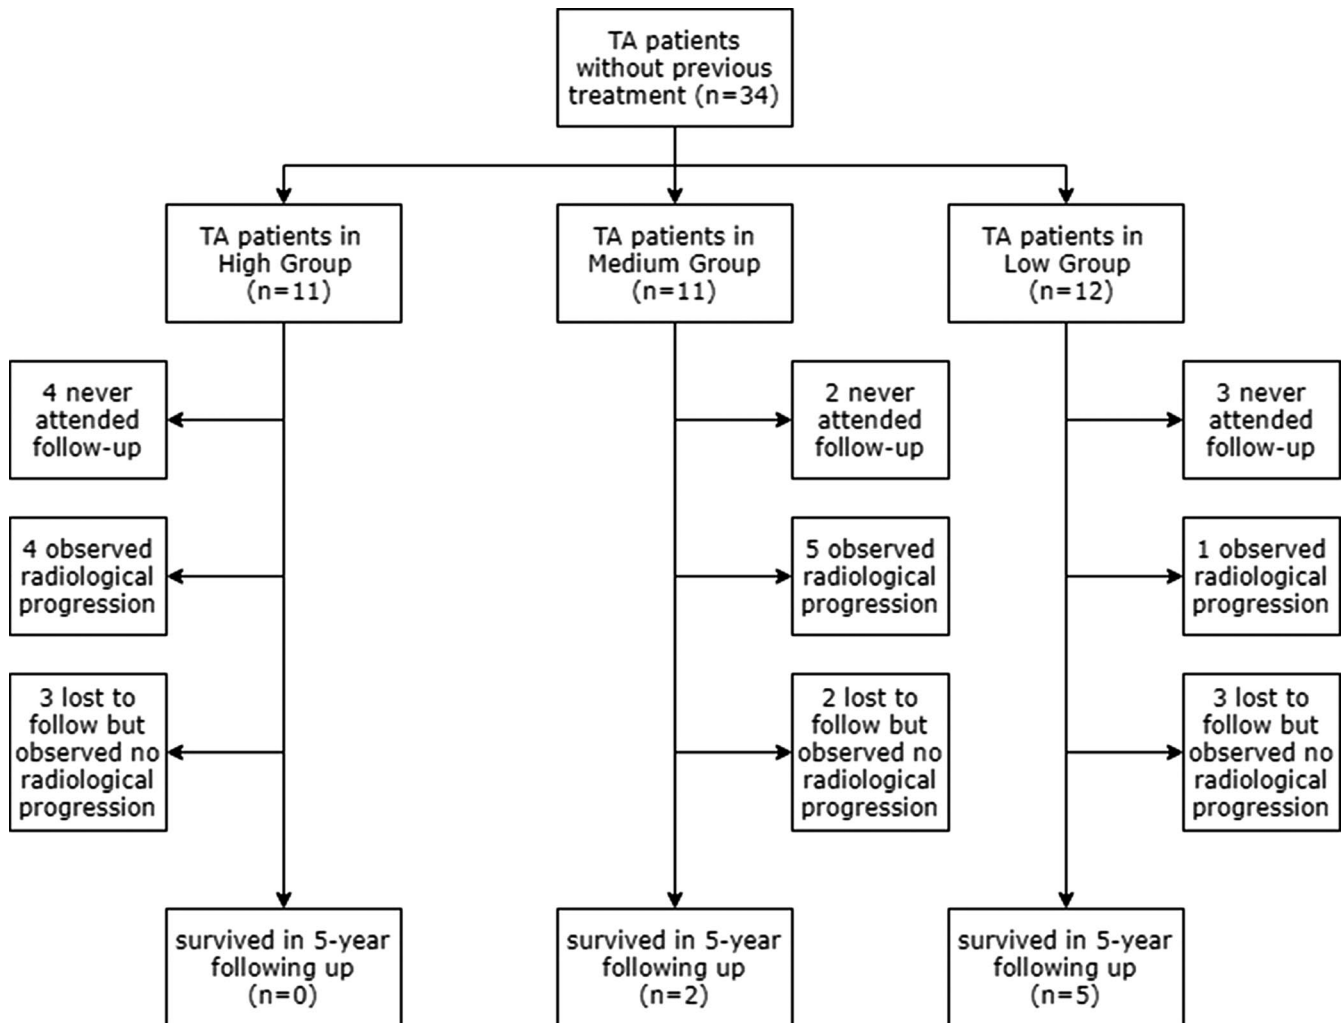 TA patients
without previous
treatment (n=34)
TA patients in
High Group
(n=11)
TA patients in
Medium Group
(n=11)
TA patients in
Low Group
(n=12)
4 never
attended
follow-up
2 never
attended
follow-up
3 never
attended
follow-up
4 observed
radiological
progression
5 observed
radiological
progression
1 observed
radiological
progression
3 lost to
follow but
observed no
radiological
progression
2 lost to
follow but
observed no
radiological
progression
3 lost to
follow but
observed no
radiological
progression
survived in 5-year
following up
(n=0)
survived in 5-year
following up
(n=2)
survived in 5-year
following up
(n=5)